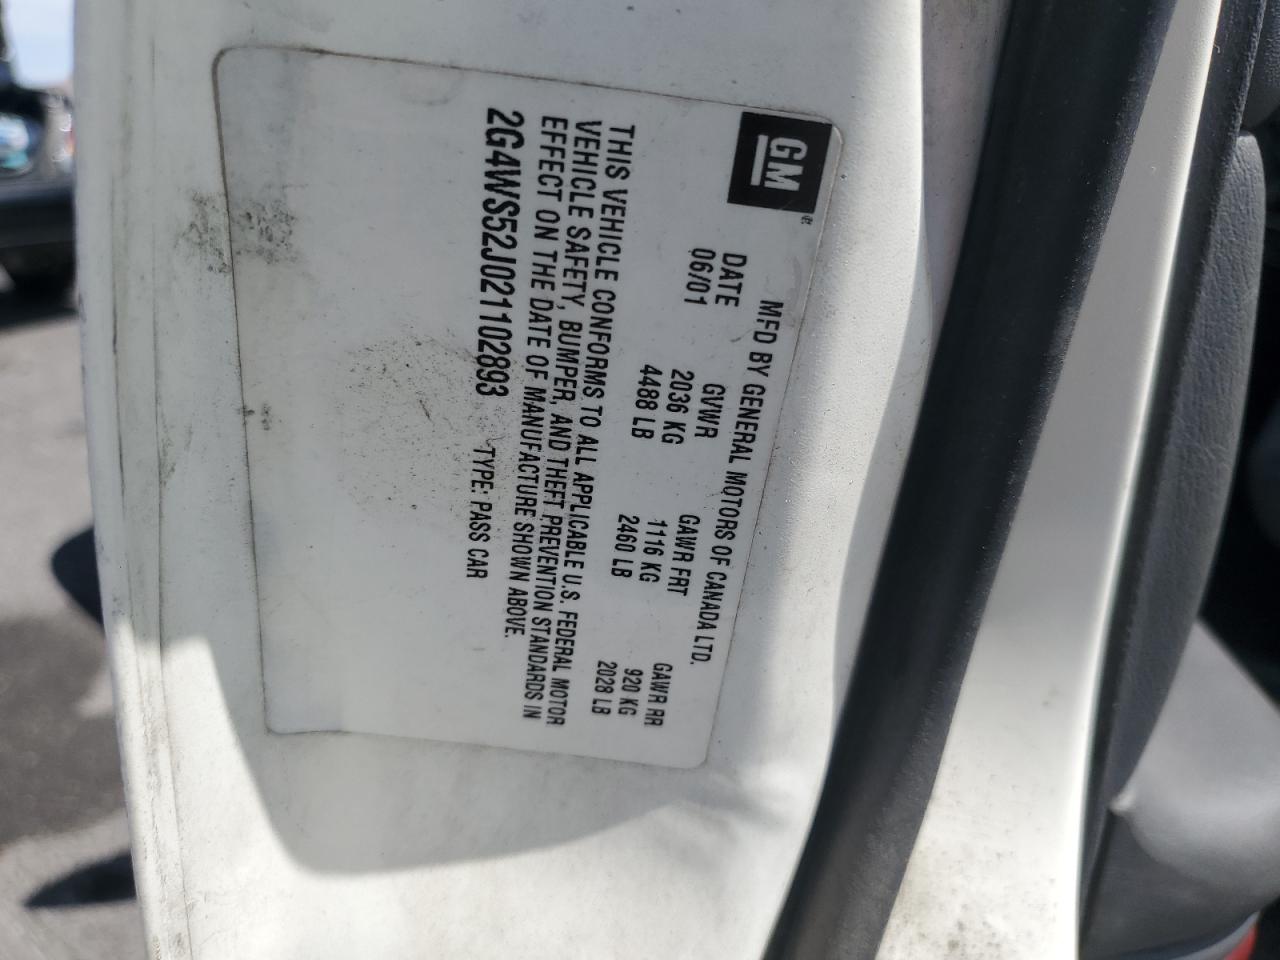 GM®
MFD BY GENERAL MOTORS OF CANADA LTD.
DATE GVWR GAWR FRT GAWR RR
06/01 2036 KG 1116 KG 920 KG
4488 LB 2460 LB 2028 LB
THIS VEHICLE CONFORMS TO ALL APPLICABLE U.S. FEDERAL MOTOR
VEHICLE SAFETY, BUMPER, AND THEFT PREVENTION STANDARDS IN
EFFECT ON THE DATE OF MANUFACTURE SHOWN ABOVE.
2G4WS52J021102893 TYPE: PASS CAR